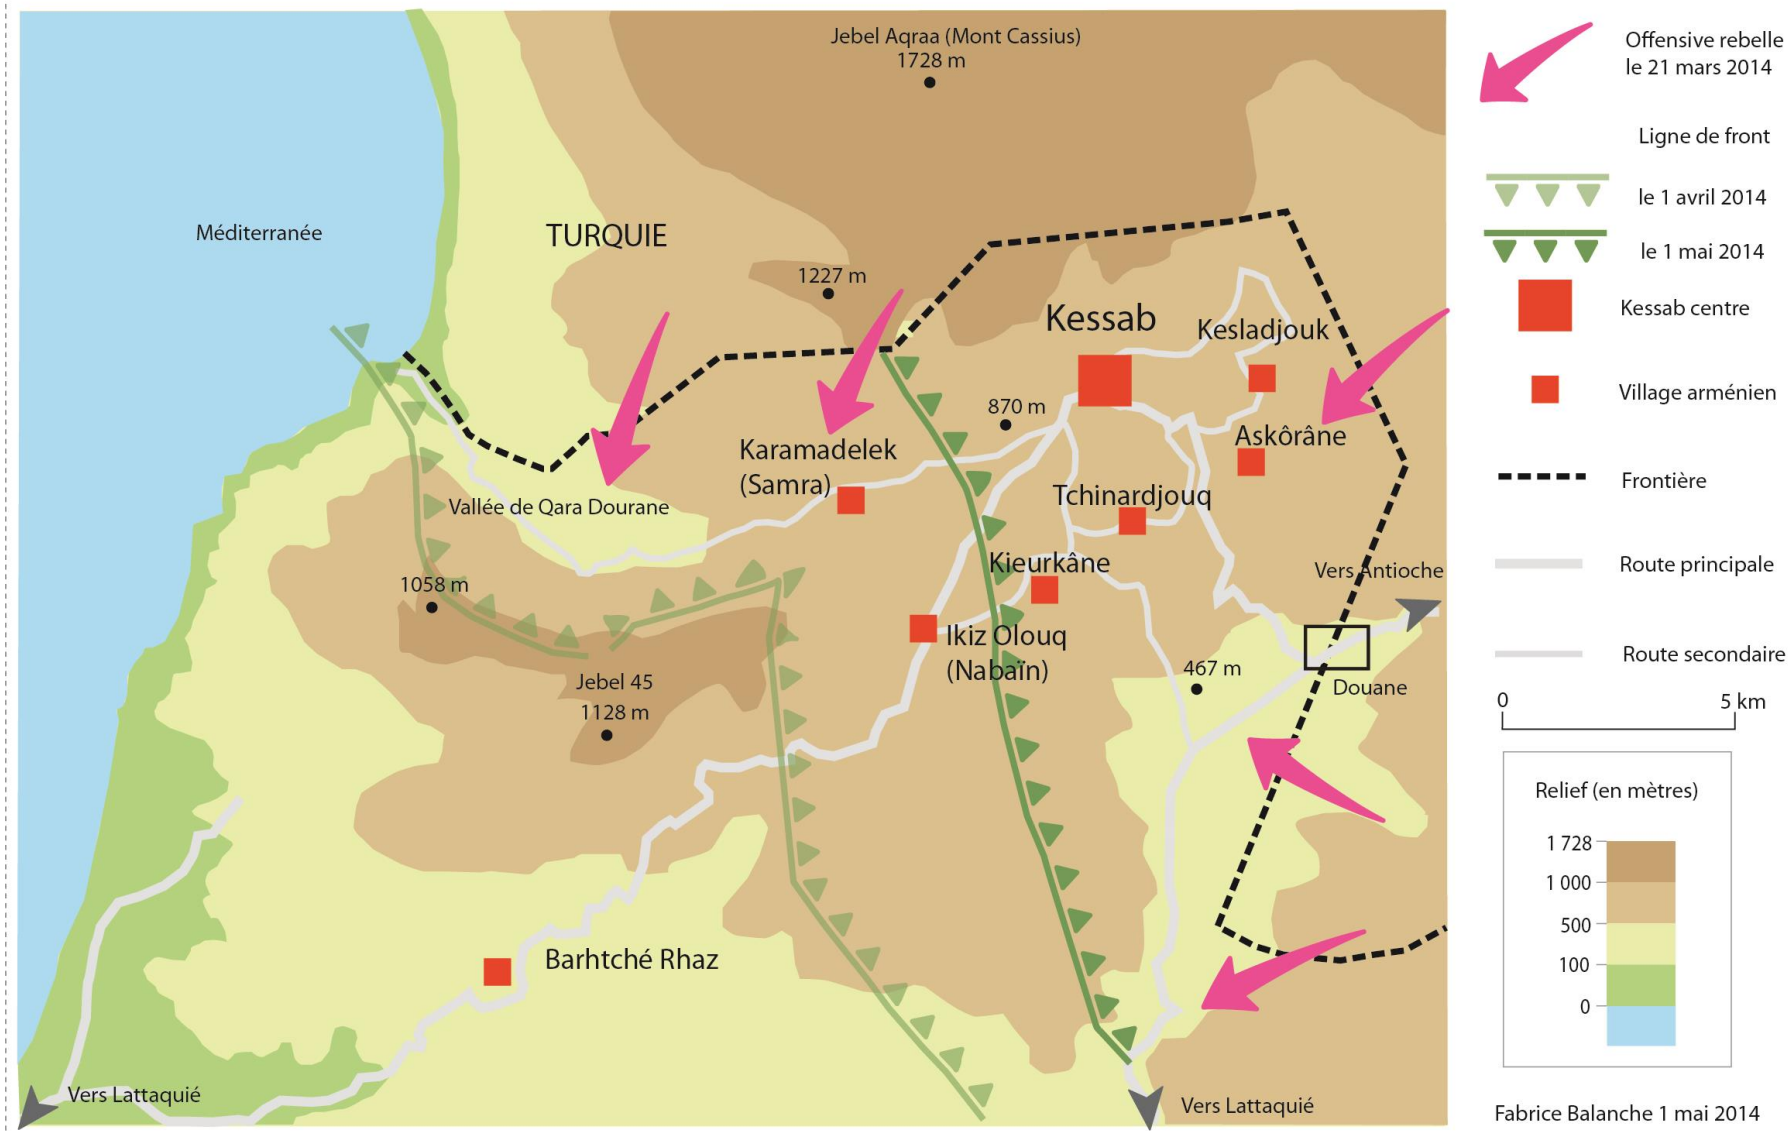 Jebel Aqraa (Mont Cassius)
1728 m
Méditerranée
TURQUIE
1227 m
Kessab
Kesladjouk
870 m
Karamadelek
(Samra)
Askôrâne
Tchinardjouq
Vallée de Qara Dourane
Kieurkâne
Vers Antioche
1058 m
Ikiz Olouq
(Nabaïn)
467 m
Douane
Jebel 45
1128 m
Barhtché Rhaz
Vers Lattaquié
Vers Lattaquié
Offensive rebelle
le 21 mars 2014
Ligne de front
le 1 avril 2014
le 1 mai 2014
Kessab centre
Village arménien
Frontière
Route principale
Route secondaire
0 5 km
Relief (en mètres)
1 728
1 000
500
100
0
Fabrice Balanche 1 mai 2014